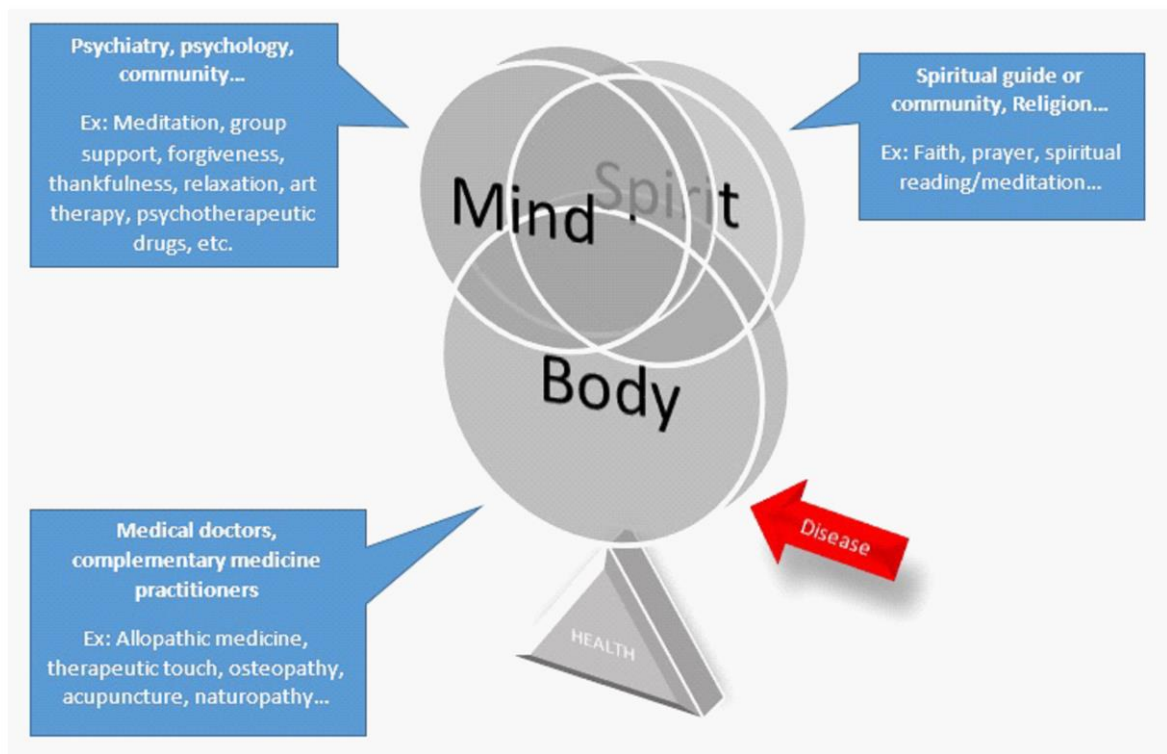 Psychiatry, psychology,
community...
Ex: Meditation, group
support, forgiveness,
thankfulness, relaxation, art
therapy, psychotherapeutic
drugs, etc.
Spiritual guide or
community, Religion...
Ex: Faith, prayer, spiritual
reading/meditation...
Mind
Spirit
Body
Disease
HEALTH
Medical doctors,
complementary medicine
practitioners
Ex: Allopathic medicine,
therapeutic touch, osteopathy,
acupuncture, naturopathy...